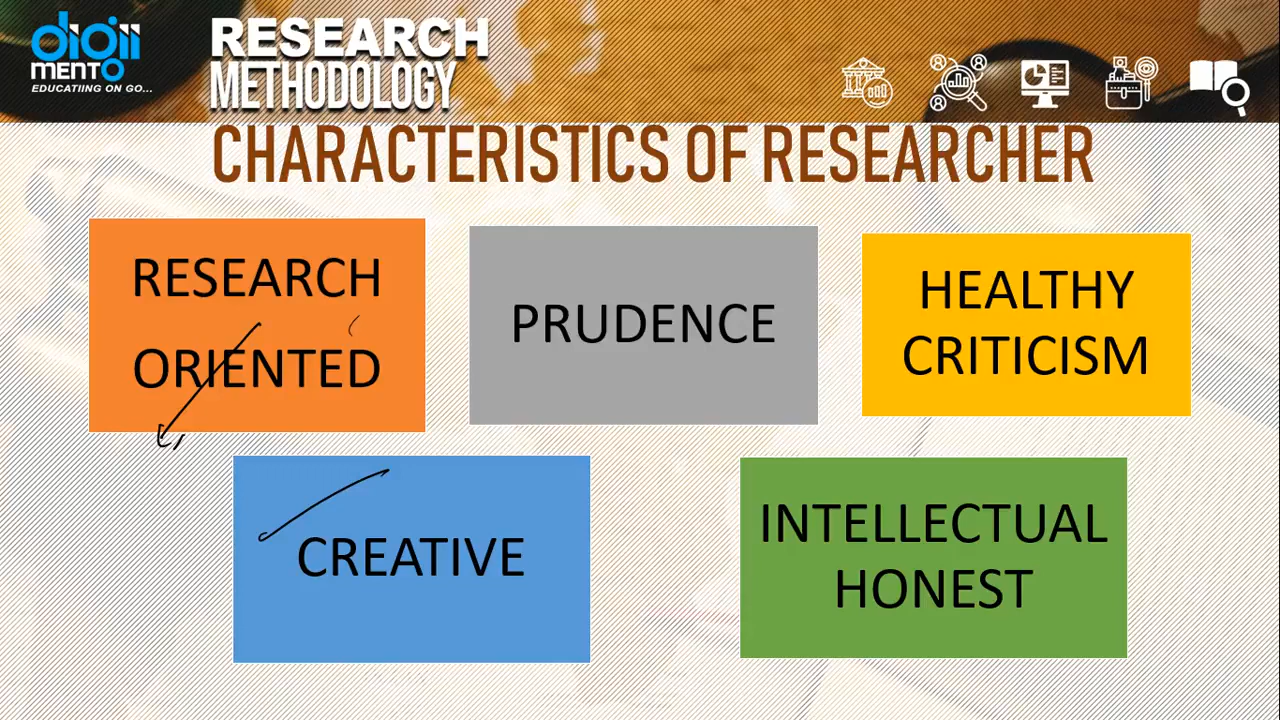 digii
MENTO
EDUCATIING ON GO...
RESEARCH
METHODOLOGY
CHARACTERISTICS OF RESEARCHER
RESEARCH
ORIENTED
PRUDENCE
HEALTHY
CRITICISM
CREATIVE
INTELLECTUAL
HONEST